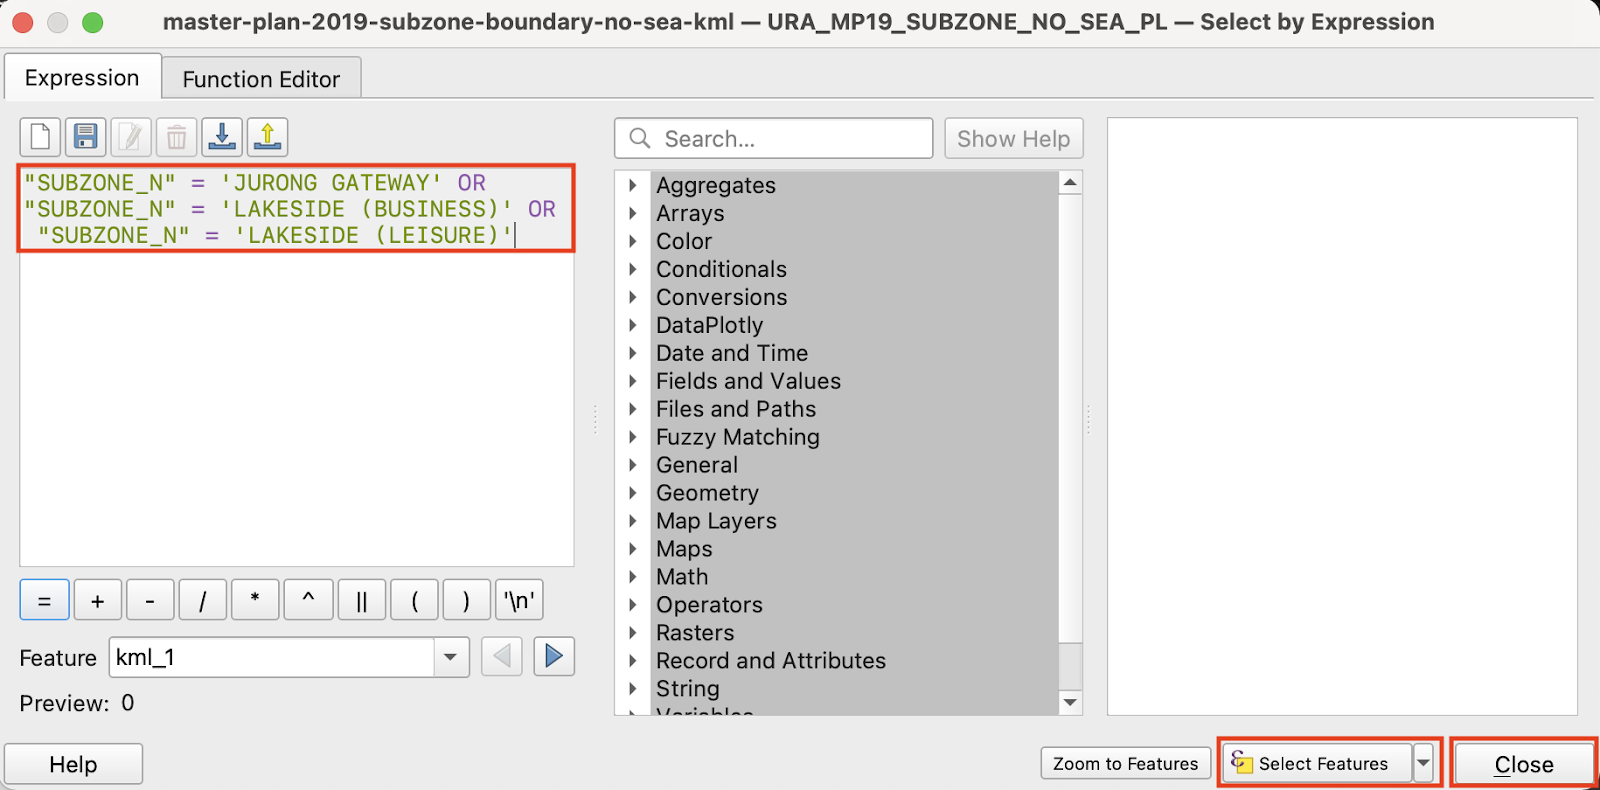 master-plan-2019-subzone-boundary-no-sea-kml — URA_MP19_SUBZONE_NO_SEA_PL — Select by Expression
Expression
Function Editor
"SUBZONE_N" = 'JURONG GATEWAY' OR
"SUBZONE_N" = 'LAKESIDE (BUSINESS)' OR
"SUBZONE_N" = 'LAKESIDE (LEISURE)'
= + - / * ^ || ( ) '\n'
Feature kml_1
Preview: 0
Search...
Show Help
Aggregates
Arrays
Color
Conditionals
Conversions
DataPlotly
Date and Time
Fields and Values
Files and Paths
Fuzzy Matching
General
Geometry
Map Layers
Maps
Math
Operators
Rasters
Record and Attributes
String
Variables
Help
Zoom to Features
Select Features
Close